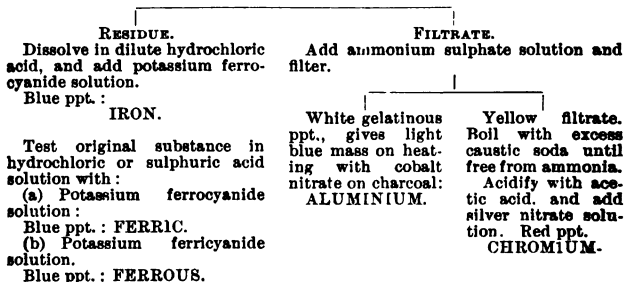 RESIDUE.
Dissolve in dilute hydrochloric
acid, and add potassium ferro-
cyanide solution.
Blue ppt. :
IRON.
Test original substance in
hydrochloric or sulphuric acid
solution with :
(a) Potassium ferrocyanide
solution :
Blue ppt. : FERRIC.
(b) Potassium ferricyanide
solution.
Blue ppt. : FERROUS.
FILTRATE.
Add ammonium sulphate solution and
filter.
White gelatinous
ppt., gives light
blue mass on heat-
ing with cobalt
nitrate on charcoal:
ALUMINIUM.
Yellow filtrate.
Boil with excess
caustic soda until
free from ammonia.
Acidify with ace-
tic acid. and add
silver nitrate solu-
tion. Red ppt.
CHROMIUM-